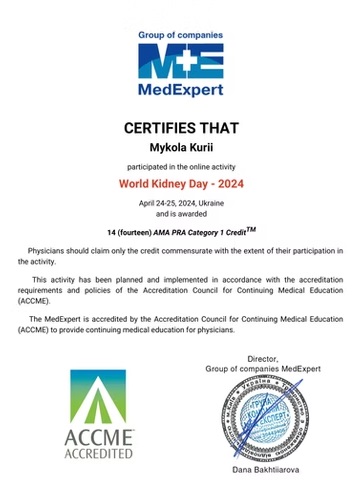 Group of companies
M+E
MedExpert
CERTIFIES THAT
Mykola Kurii
participated in the online activity
World Kidney Day - 2024
April 24-25, 2024, Ukraine
and is awarded
14 (fourteen) AMA PRA Category 1 Credit™
Physicians should claim only the credit commensurate with the extent of their participation in
the activity.
This activity has been planned and implemented in accordance with the accreditation
requirements and policies of the Accreditation Council for Continuing Medical Education
(ACCME).
The MedExpert is accredited by the Accreditation Council for Continuing Medical Education
(ACCME) to provide continuing medical education for physicians.
Director,
Group of companies MedExpert
ACCME
ACCREDITED
Україна
Dana Bakhtiiarova